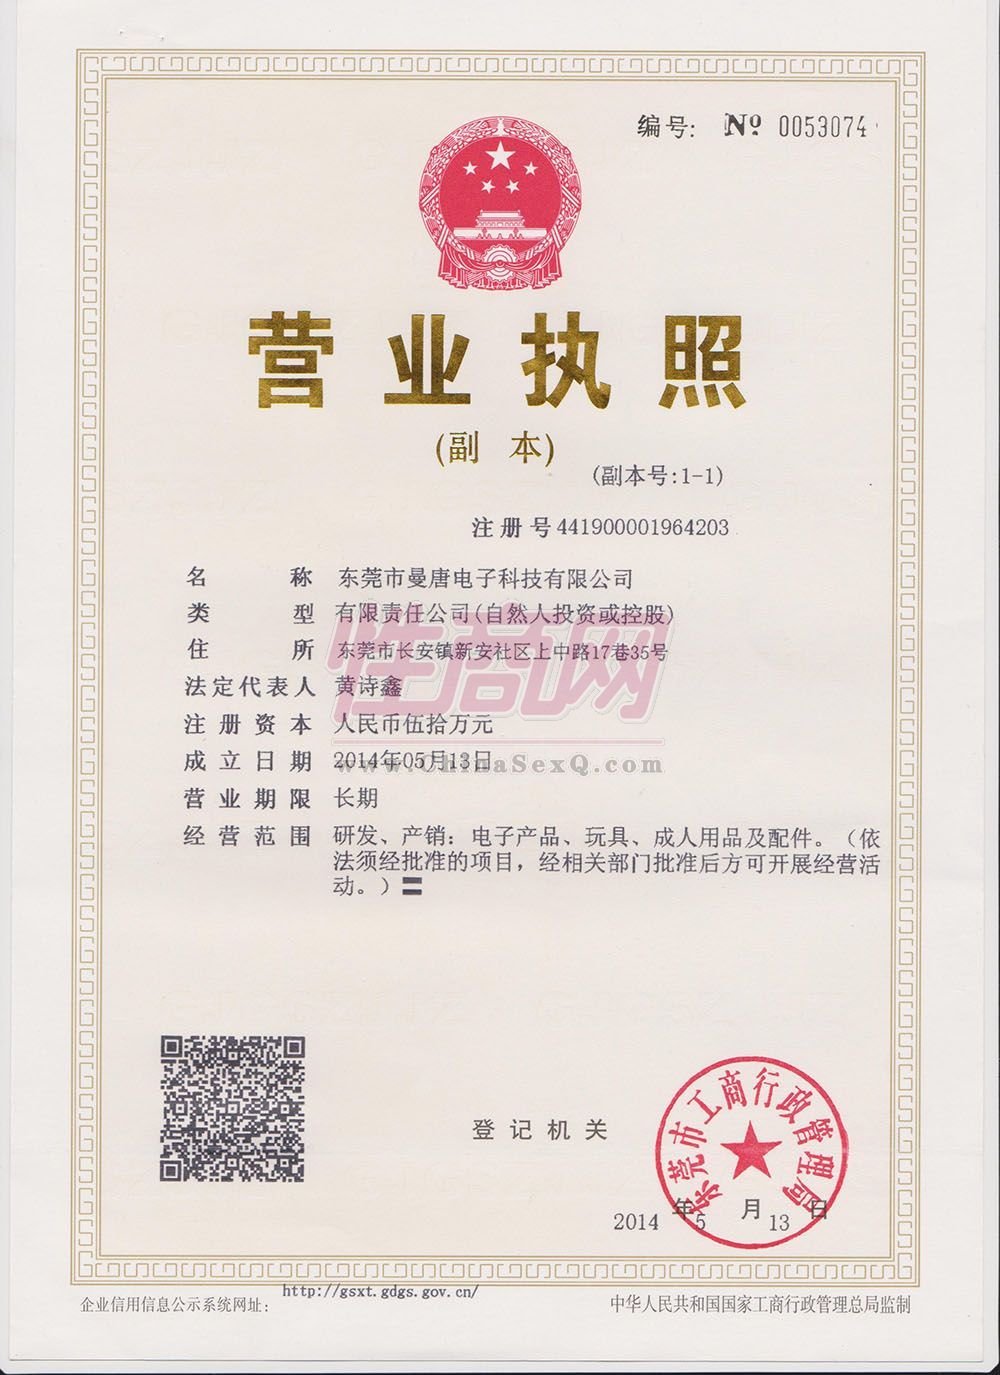 编号: Nº 0053074
营业执照
(副 本)
(副本号:1-1)
注册号441900001964203
名 称 东莞市曼唐电子科技有限公司
类 型 有限责任公司(自然人投资或控股)
住 所 东莞市长安镇新安社区上中路17巷35号
法定代表人 黄诗鑫
注册资本 人民币伍拾万元
成立日期 2014年05月13日
营业期限 长期
经营范围 研发、产销：电子产品、玩具、成人用品及配件。（依
法须经批准的项目，经相关部门批准后方可开展经营活
动。）
性商网
www.ChinaSexQ.com
登记机关
东莞市工商行政管理局
2014 年 5 月 13 日
企业信用信息公示系统网址: http://gsxt.gdgs.gov.cn/
中华人民共和国国家工商行政管理总局监制